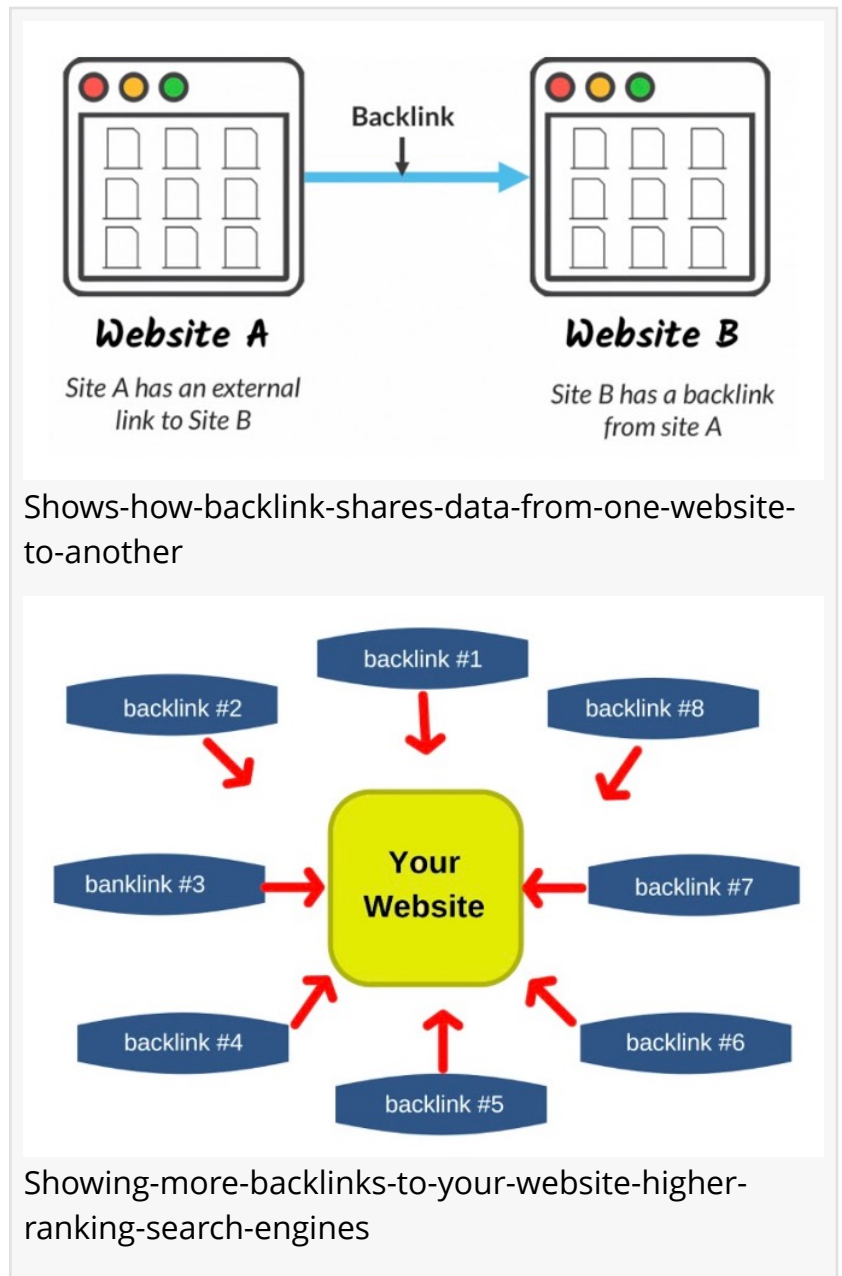 Backlink
Website A
Website B
Site A has an external
link to Site B
Site B has a backlink
from site A
Shows-how-backlink-shares-data-from-one-website-
to-another
backlink #1
backlink #2
backlink #8
Your
Website
banklink #3
backlink #7
backlink #4
backlink #6
backlink #5
Showing-more-backlinks-to-your-website-higher-
ranking-search-engines